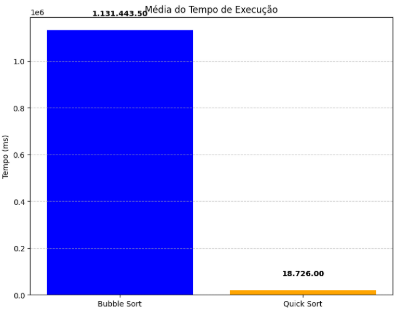 Média do Tempo de Execução
1e6
1.131.443.50
1.0
0.8
0.6
0.4
0.2
0.0
Tempo (ms)
18.726.00
Bubble Sort
Quick Sort